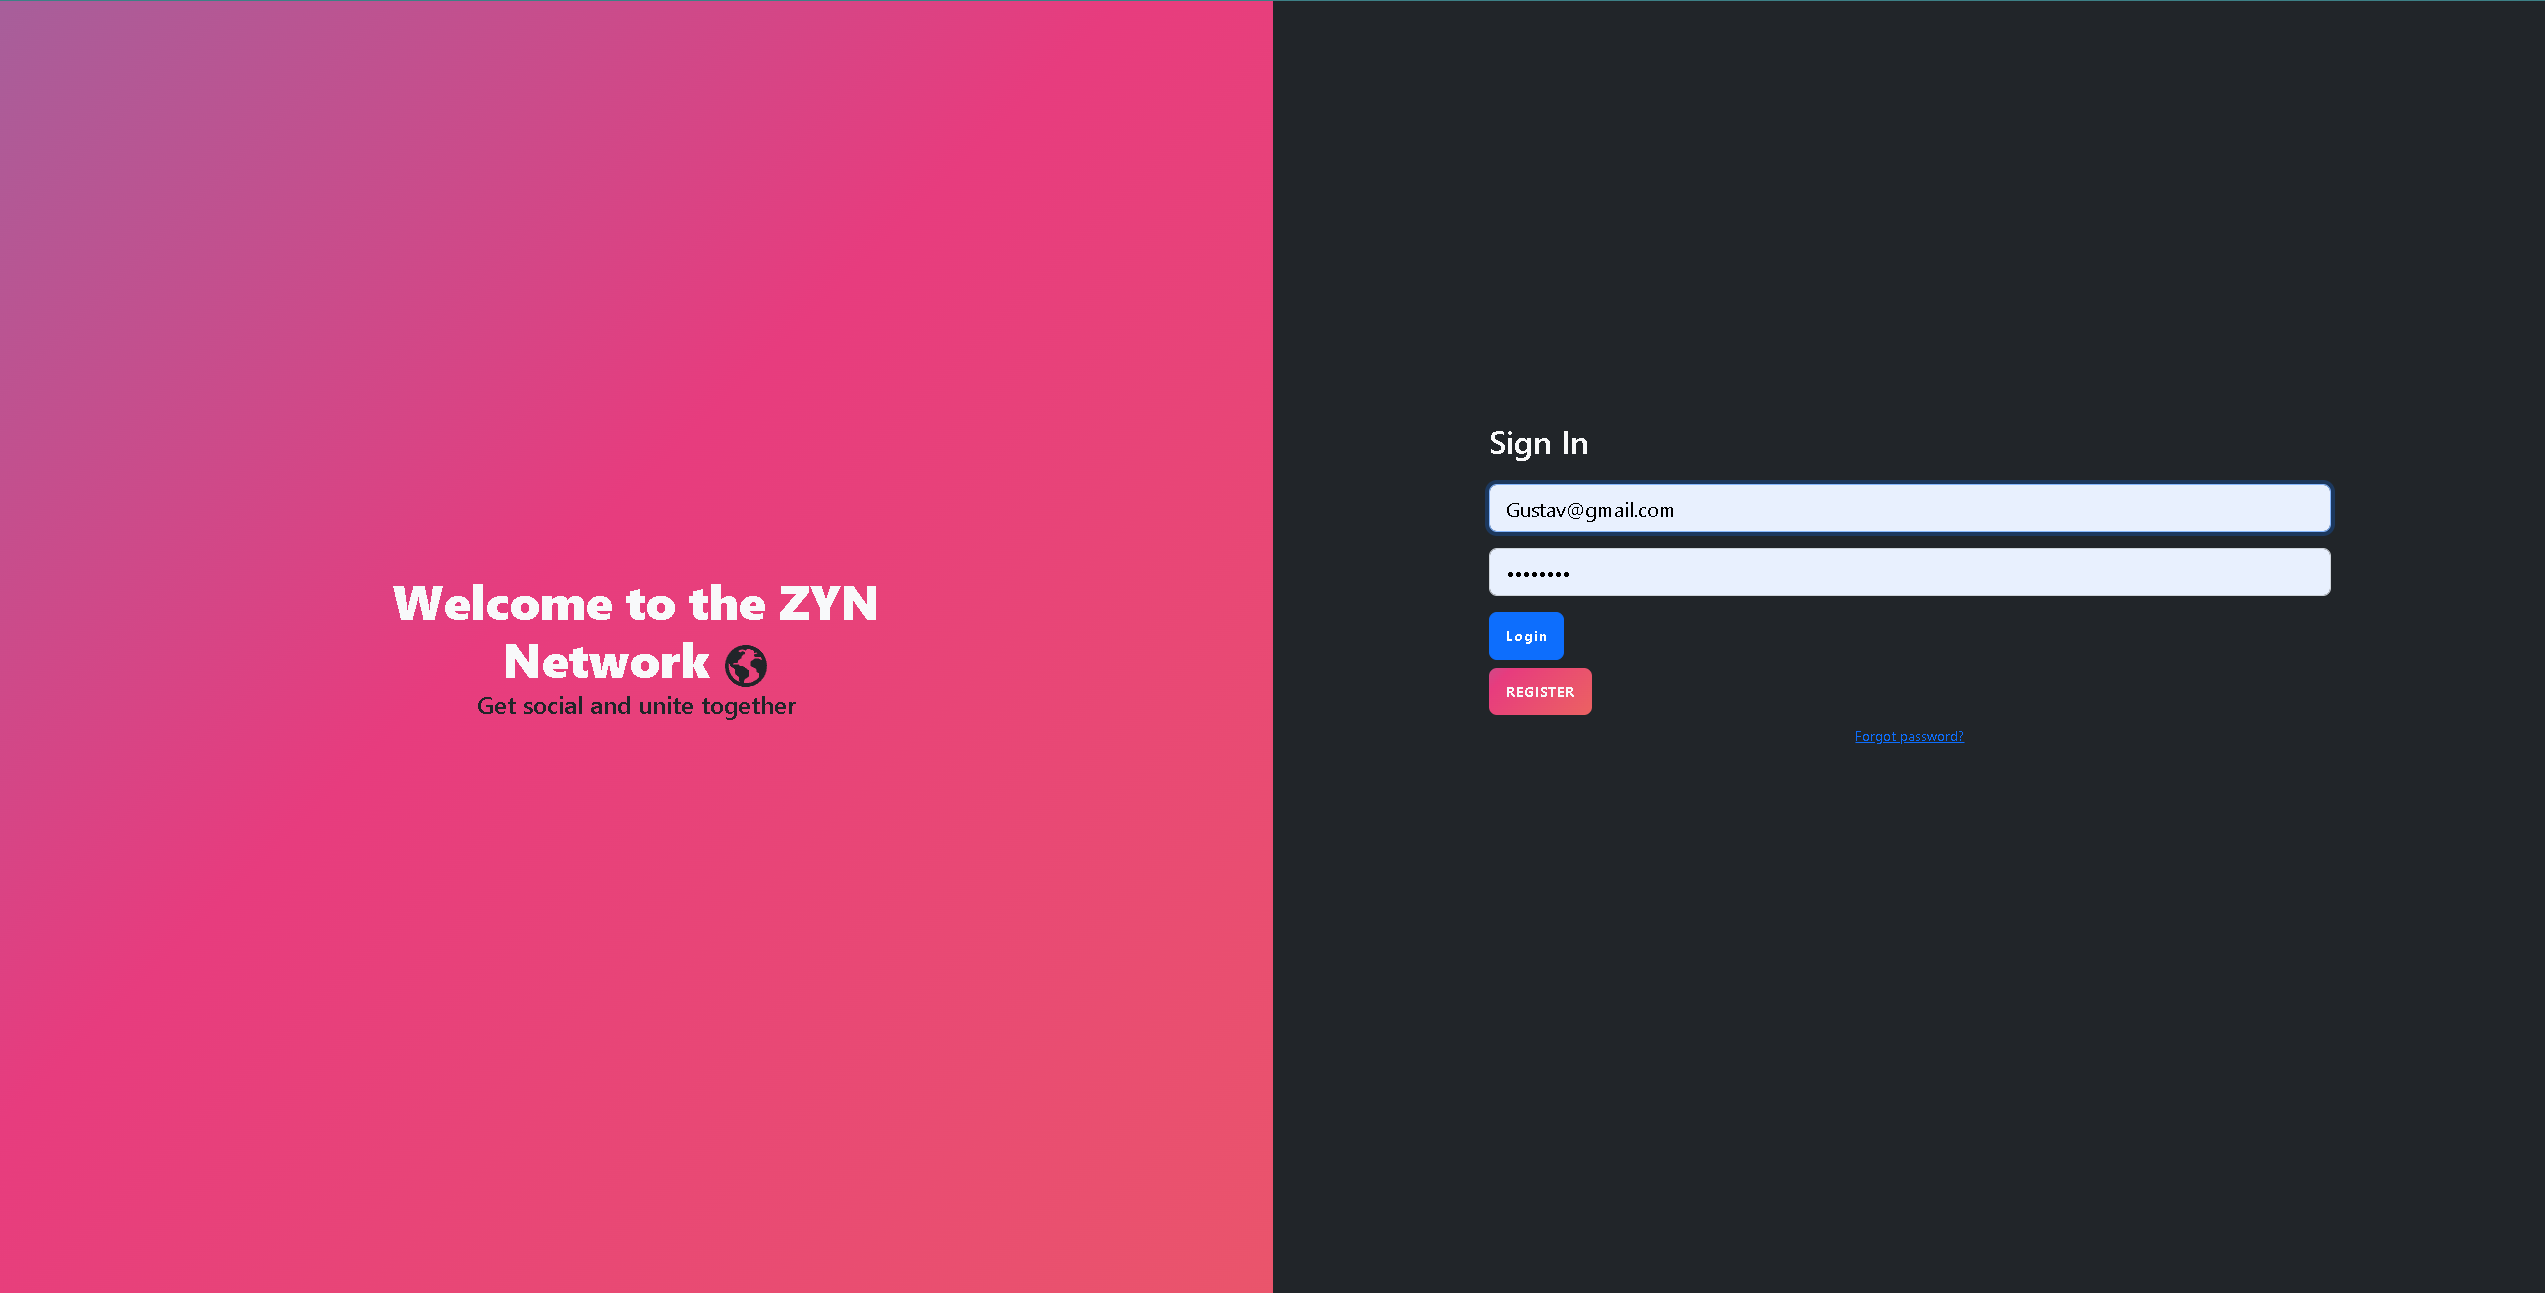 Welcome to the ZYN
Network
Get social and unite together
Sign In
Gustav@gmail.com
••••••••
Login
REGISTER
Forgot password?